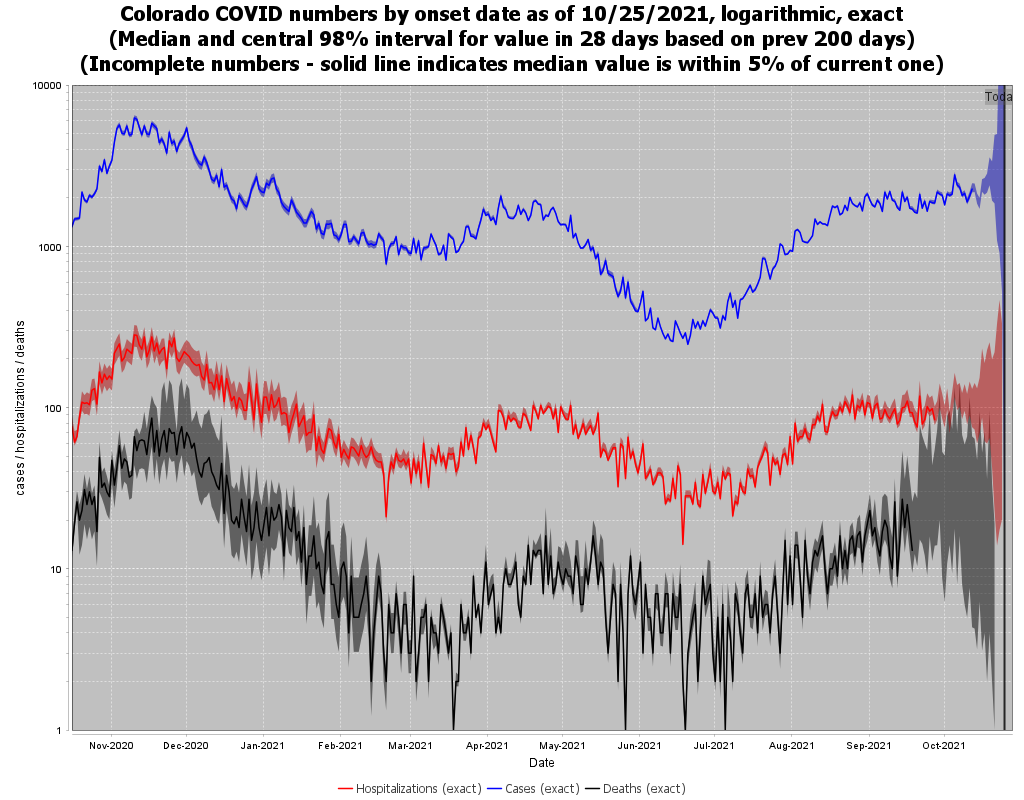 Colorado COVID numbers by onset date as of 10/25/2021, logarithmic, exact
(Median and central 98% interval for value in 28 days based on prev 200 days)
(Incomplete numbers - solid line indicates median value is within 5% of current one)
Toda
10000
1000
100
10
1
cases / hospitalizations / deaths
Nov-2020 Dec-2020 Jan-2021 Feb-2021 Mar-2021 Apr-2021 May-2021 Jun-2021 Jul-2021 Aug-2021 Sep-2021 Oct-2021
Date
Hospitalizations (exact) Cases (exact) Deaths (exact)